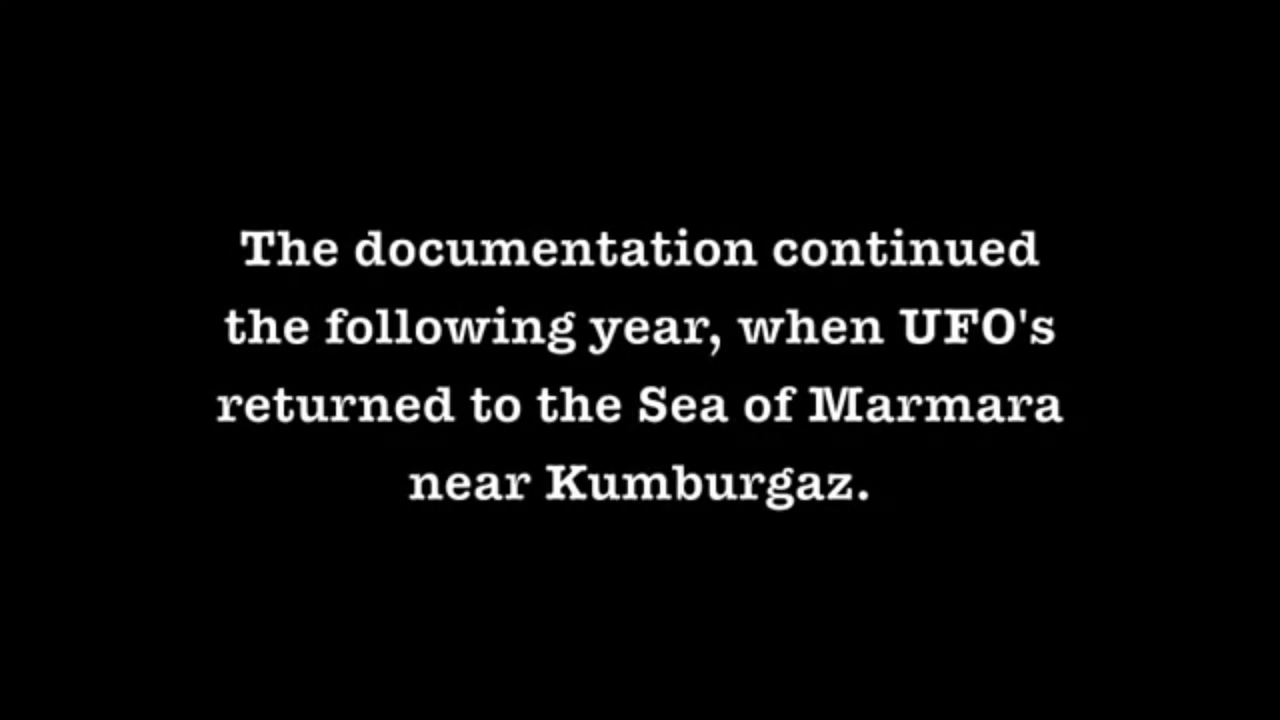 The documentation continued
the following year, when UFO's
returned to the Sea of Marmara
near Kumburgaz.